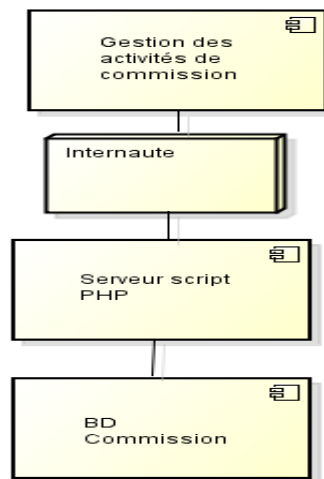 Gestion des
activités de
commission
Internaute
Serveur script
PHP
BD
Commission